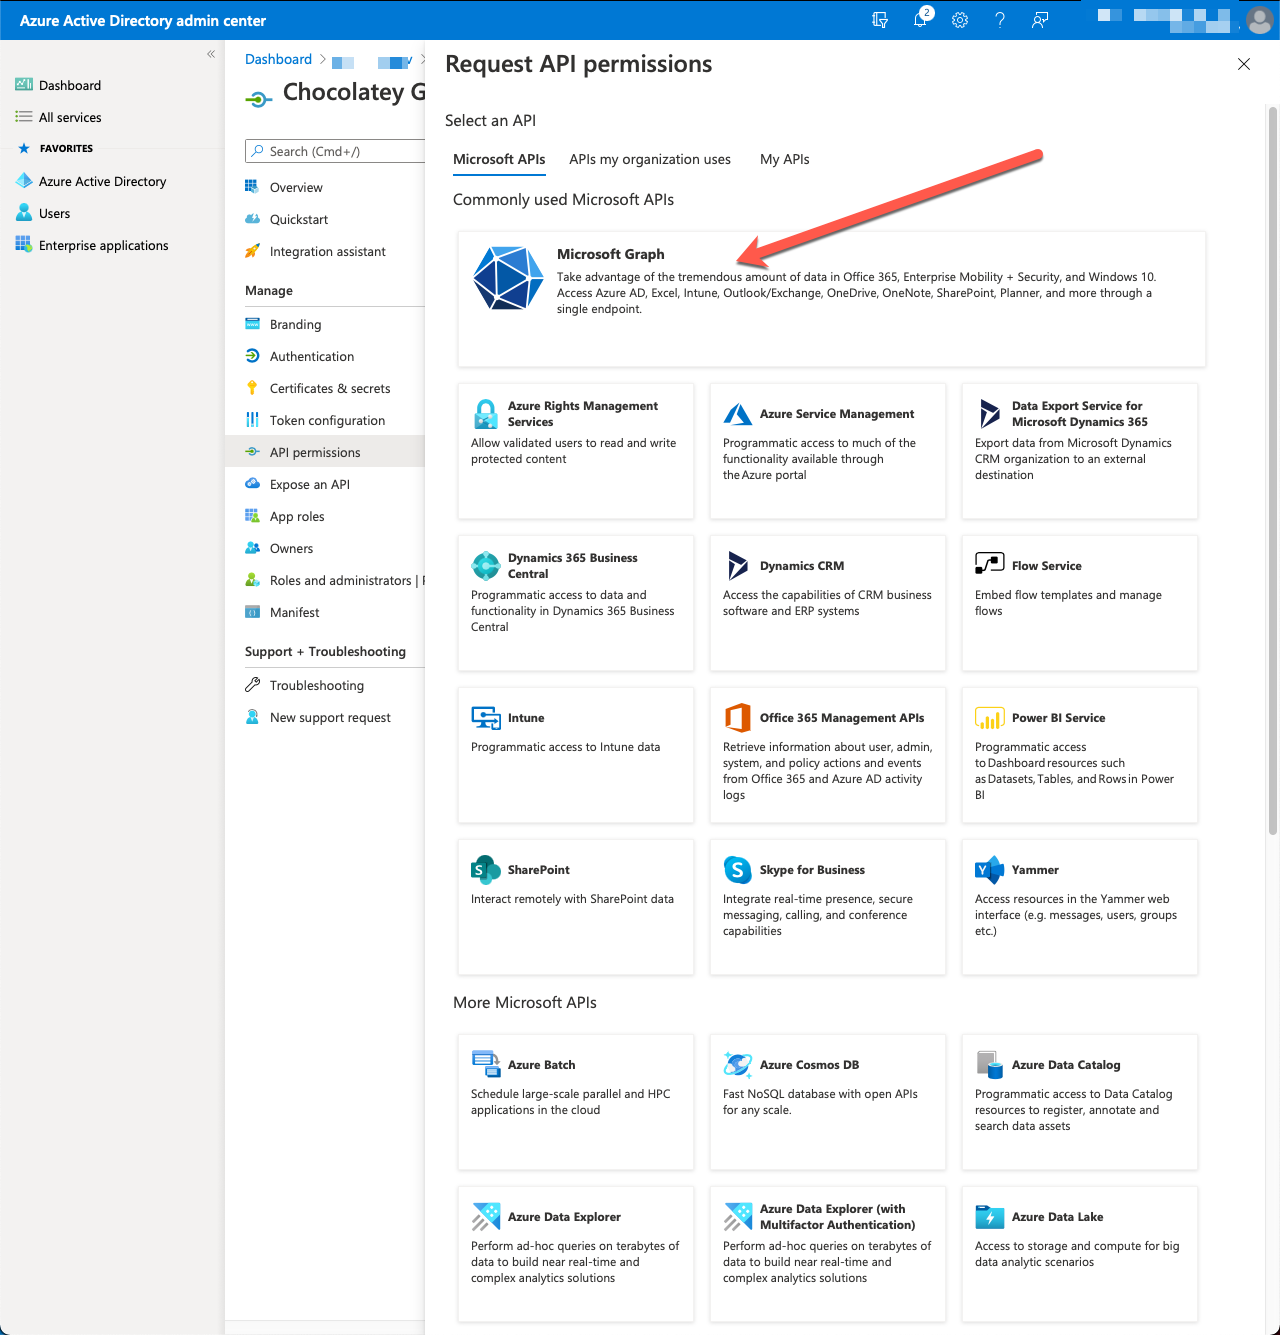 Azure Active Directory admin center
2
«
Dashboard
All services
FAVORITES
Azure Active Directory
Users
Enterprise applications
Dashboard
Chocolatey G
Search (Cmd+/)
Overview
Quickstart
Integration assistant
Manage
Branding
Authentication
Certificates & secrets
Token configuration
API permissions
Expose an API
App roles
Owners
Roles and administrators |
Manifest
Support + Troubleshooting
Troubleshooting
New support request
Request API permissions
Select an API
Microsoft APIs
APIs my organization uses
My APIs
Commonly used Microsoft APIs
Microsoft Graph
Take advantage of the tremendous amount of data in Office 365, Enterprise Mobility + Security, and Windows 10.
Access Azure AD, Excel, Intune, Outlook/Exchange, OneDrive, OneNote, SharePoint, Planner, and more through a
single endpoint.
Azure Rights Management
Services
Allow validated users to read and write
protected content
Azure Service Management
Programmatic access to much of the
functionality available through
the Azure portal
Data Export Service for
Microsoft Dynamics 365
Export data from Microsoft Dynamics
CRM organization to an external
destination
Dynamics 365 Business
Central
Programmatic access to data and
functionality in Dynamics 365 Business
Central
Dynamics CRM
Access the capabilities of CRM business
software and ERP systems
Flow Service
Embed flow templates and manage
flows
Intune
Programmatic access to Intune data
Office 365 Management APIs
Retrieve information about user, admin,
system, and policy actions and events
from Office 365 and Azure AD activity
logs
Power BI Service
Programmatic access
to Dashboard resources such
as Datasets, Tables, and Rows in Power
BI
SharePoint
Interact remotely with SharePoint data
Skype for Business
Integrate real-time presence, secure
messaging, calling, and conference
capabilities
Yammer
Access resources in the Yammer web
interface (e.g. messages, users, groups
etc.)
More Microsoft APIs
Azure Batch
Schedule large-scale parallel and HPC
applications in the cloud
Azure Cosmos DB
Fast NoSQL database with open APIs
for any scale.
Azure Data Catalog
Programmatic access to Data Catalog
resources to register, annotate and
search data assets
Azure Data Explorer
Perform ad-hoc queries on terabytes of
data to build near real-time and
complex analytics solutions
Azure Data Explorer (with
Multifactor Authentication)
Perform ad-hoc queries on terabytes of
data to build near real-time and
complex analytics solutions
Azure Data Lake
Access to storage and compute for big
data analytic scenarios